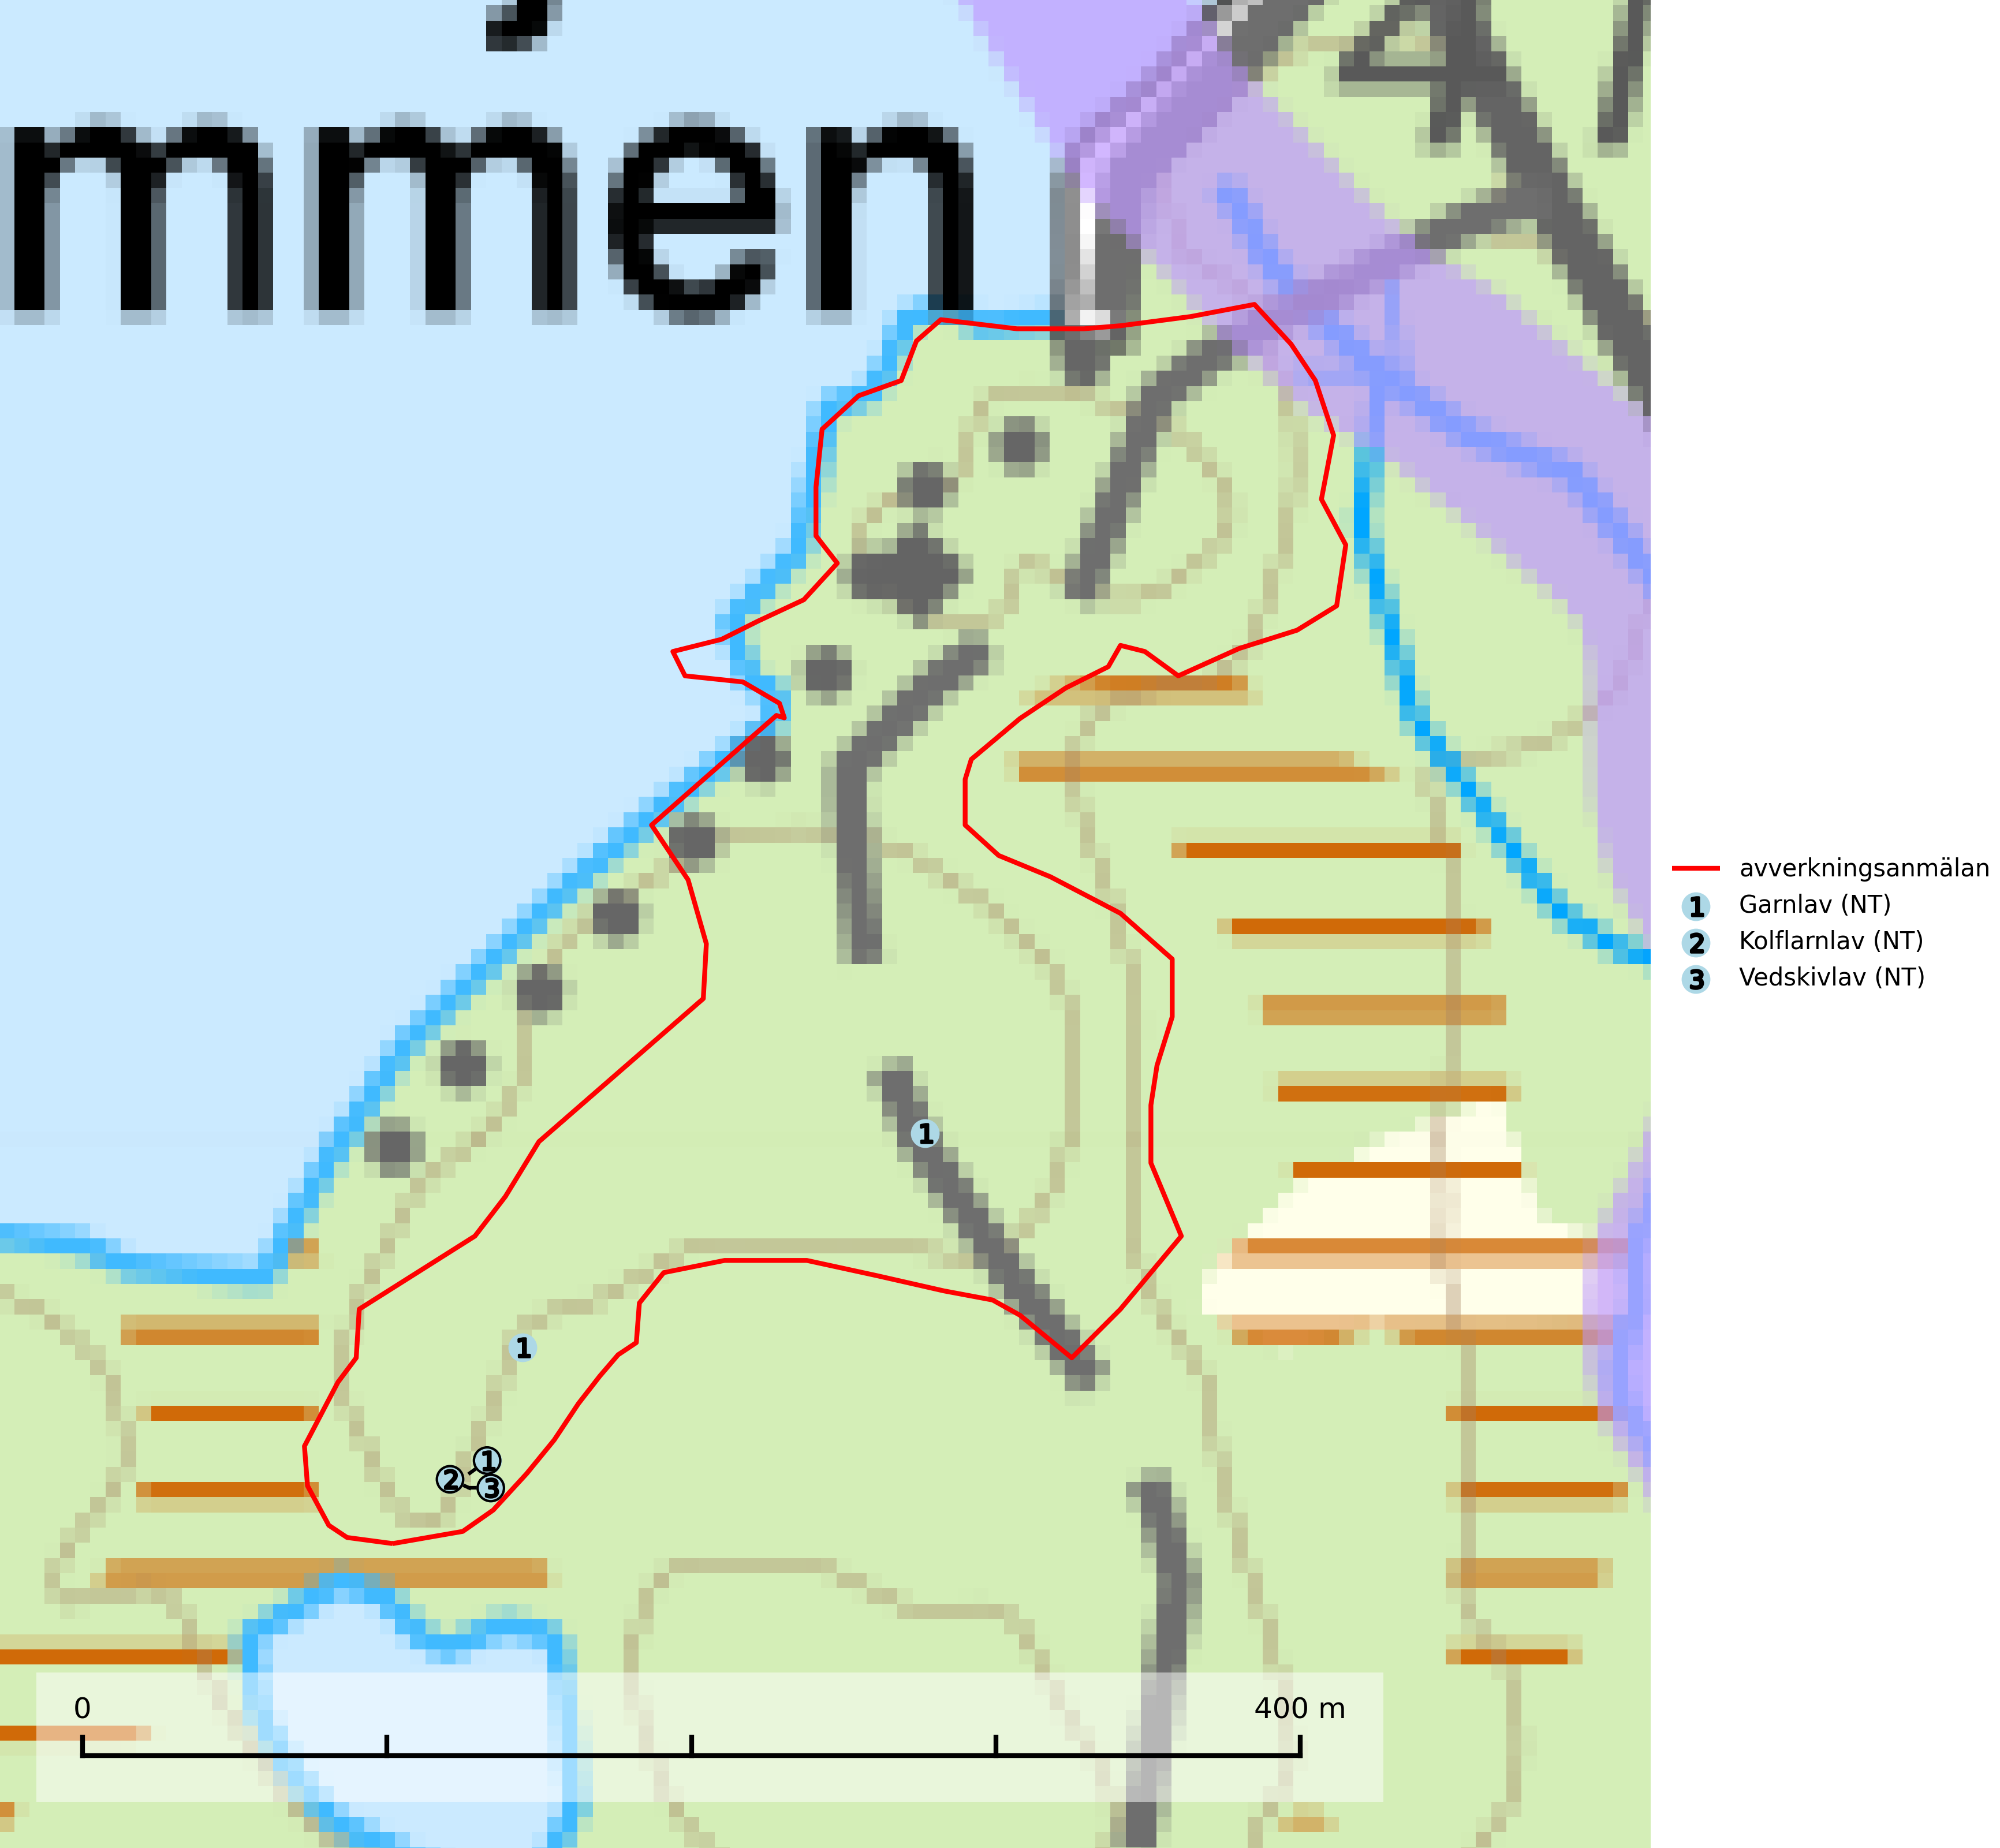 mmen
avverkningsanmälan
1 Garnlav (NT)
2 Kolflarnlav (NT)
3 Vedskivlav (NT)
1
1
1
2
3
0 400 m